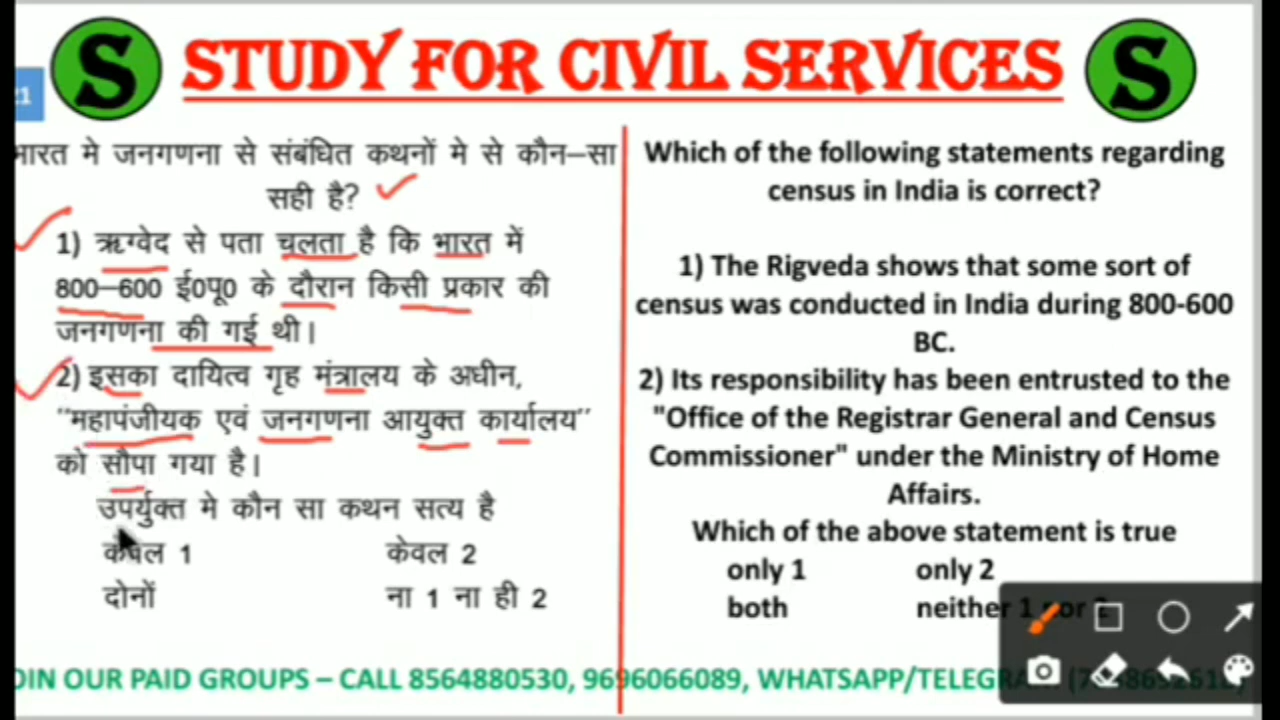 S STUDY FOR CIVIL SERVICES S
21
भारत मे जनगणना से संबंधित कथनों मे से कौन–सा
सही है?
1) ऋग्वेद से पता चलता है कि भारत में
800–600 ई0पू0 के दौरान किसी प्रकार की
जनगणना की गई थी।
2) इसका दायित्व गृह मंत्रालय के अधीन,
"महापंजीयक एवं जनगणना आयुक्त कार्यालय"
को सौपा गया है।
उपर्युक्त मे कौन सा कथन सत्य है
केवल 1 केवल 2
दोनों ना 1 ना ही 2
Which of the following statements regarding
census in India is correct?
1) The Rigveda shows that some sort of
census was conducted in India during 800-600
BC.
2) Its responsibility has been entrusted to the
"Office of the Registrar General and Census
Commissioner" under the Ministry of Home
Affairs.
Which of the above statement is true
only 1 only 2
both neither 1 nor 2
OIN OUR PAID GROUPS – CALL 8564880530, 9696066089, WHATSAPP/TELEGRAM